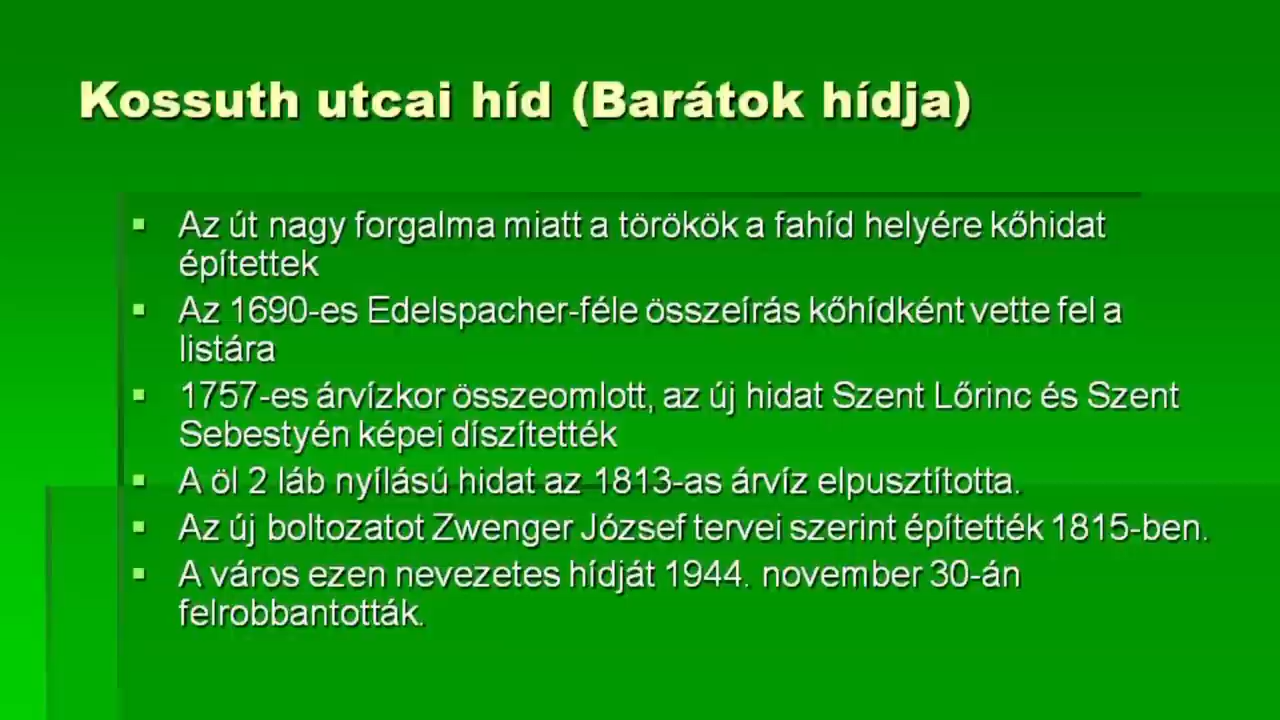 Kossuth utcai híd (Barátok hídja)
Az út nagy forgalma miatt a törökök a fahíd helyére kőhidat
építettek
Az 1690-es Edelspacher-féle összeírás kőhídként vette fel a
listára
1757-es árvízkor összeomlott, az új hidat Szent Lőrinc és Szent
Sebestyén képei díszítették
A öl 2 láb nyílású hidat az 1813-as árvíz elpusztította.
Az új boltozatot Zwenger József tervei szerint építették 1815-ben.
A város ezen nevezetes hídját 1944. november 30-án
felrobbantották.